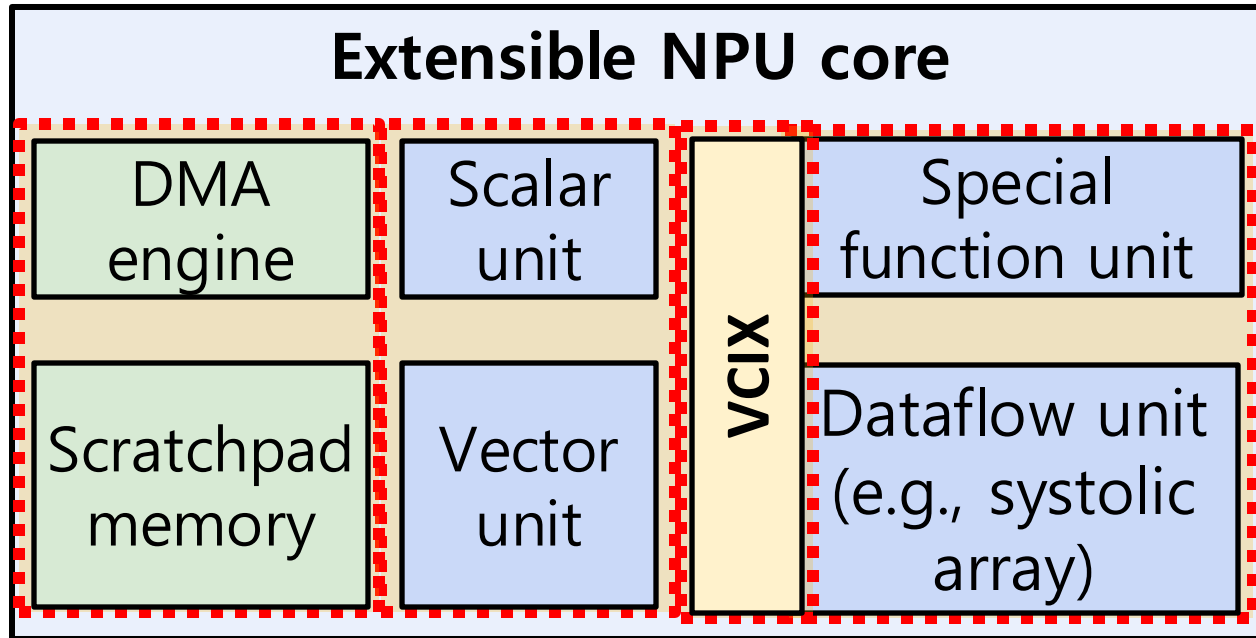 Extensible NPU core
DMA
engine
Scalar
unit
Special
function unit
VCIX
Scratchpad
memory
Vector
unit
Dataflow unit
(e.g., systolic
array)